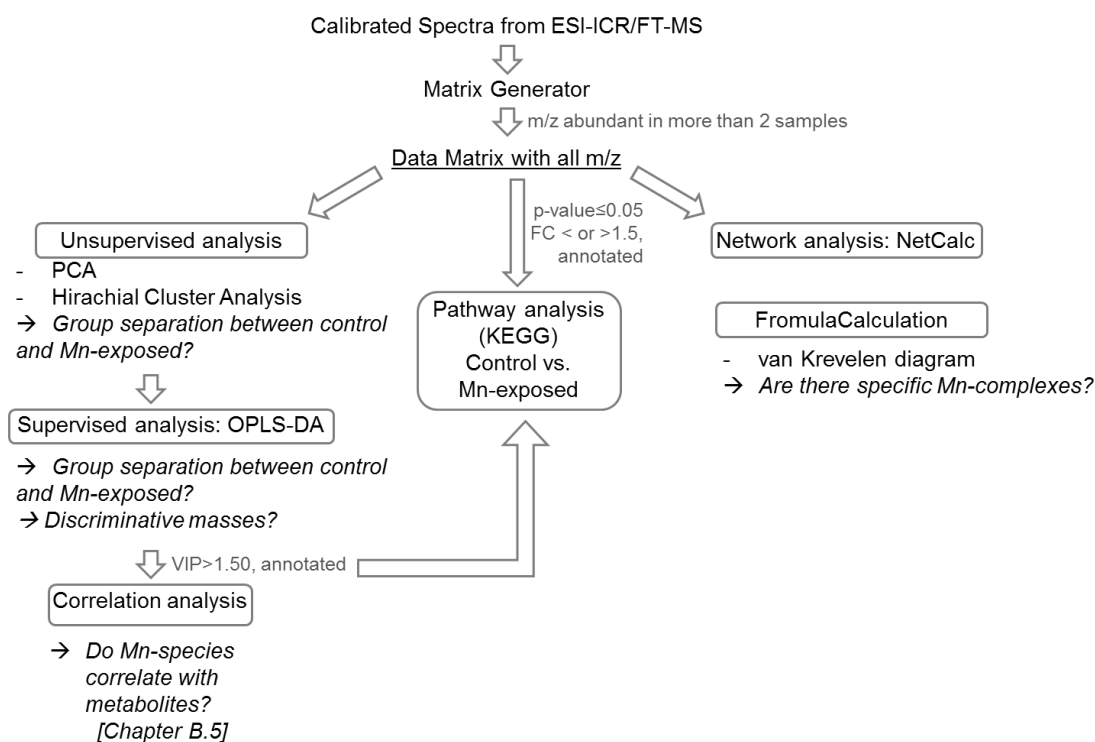 Calibrated Spectra from ESI-ICR/FT-MS
Matrix Generator
m/z abundant in more than 2 samples
Data Matrix with all m/z
Unsupervised analysis
- PCA
- Hirachial Cluster Analysis
→ Group separation between control
and Mn-exposed?
Supervised analysis: OPLS-DA
→ Group separation between control
and Mn-exposed?
→ Discriminative masses?
VIP>1.50, annotated
Correlation analysis
→ Do Mn-species
correlate with
metabolites?
[Chapter B.5]
p-value≤0.05
FC < or >1.5,
annotated
Pathway analysis
(KEGG)
Control vs.
Mn-exposed
Network analysis: NetCalc
FromulaCalculation
- van Krevelen diagram
→ Are there specific Mn-complexes?